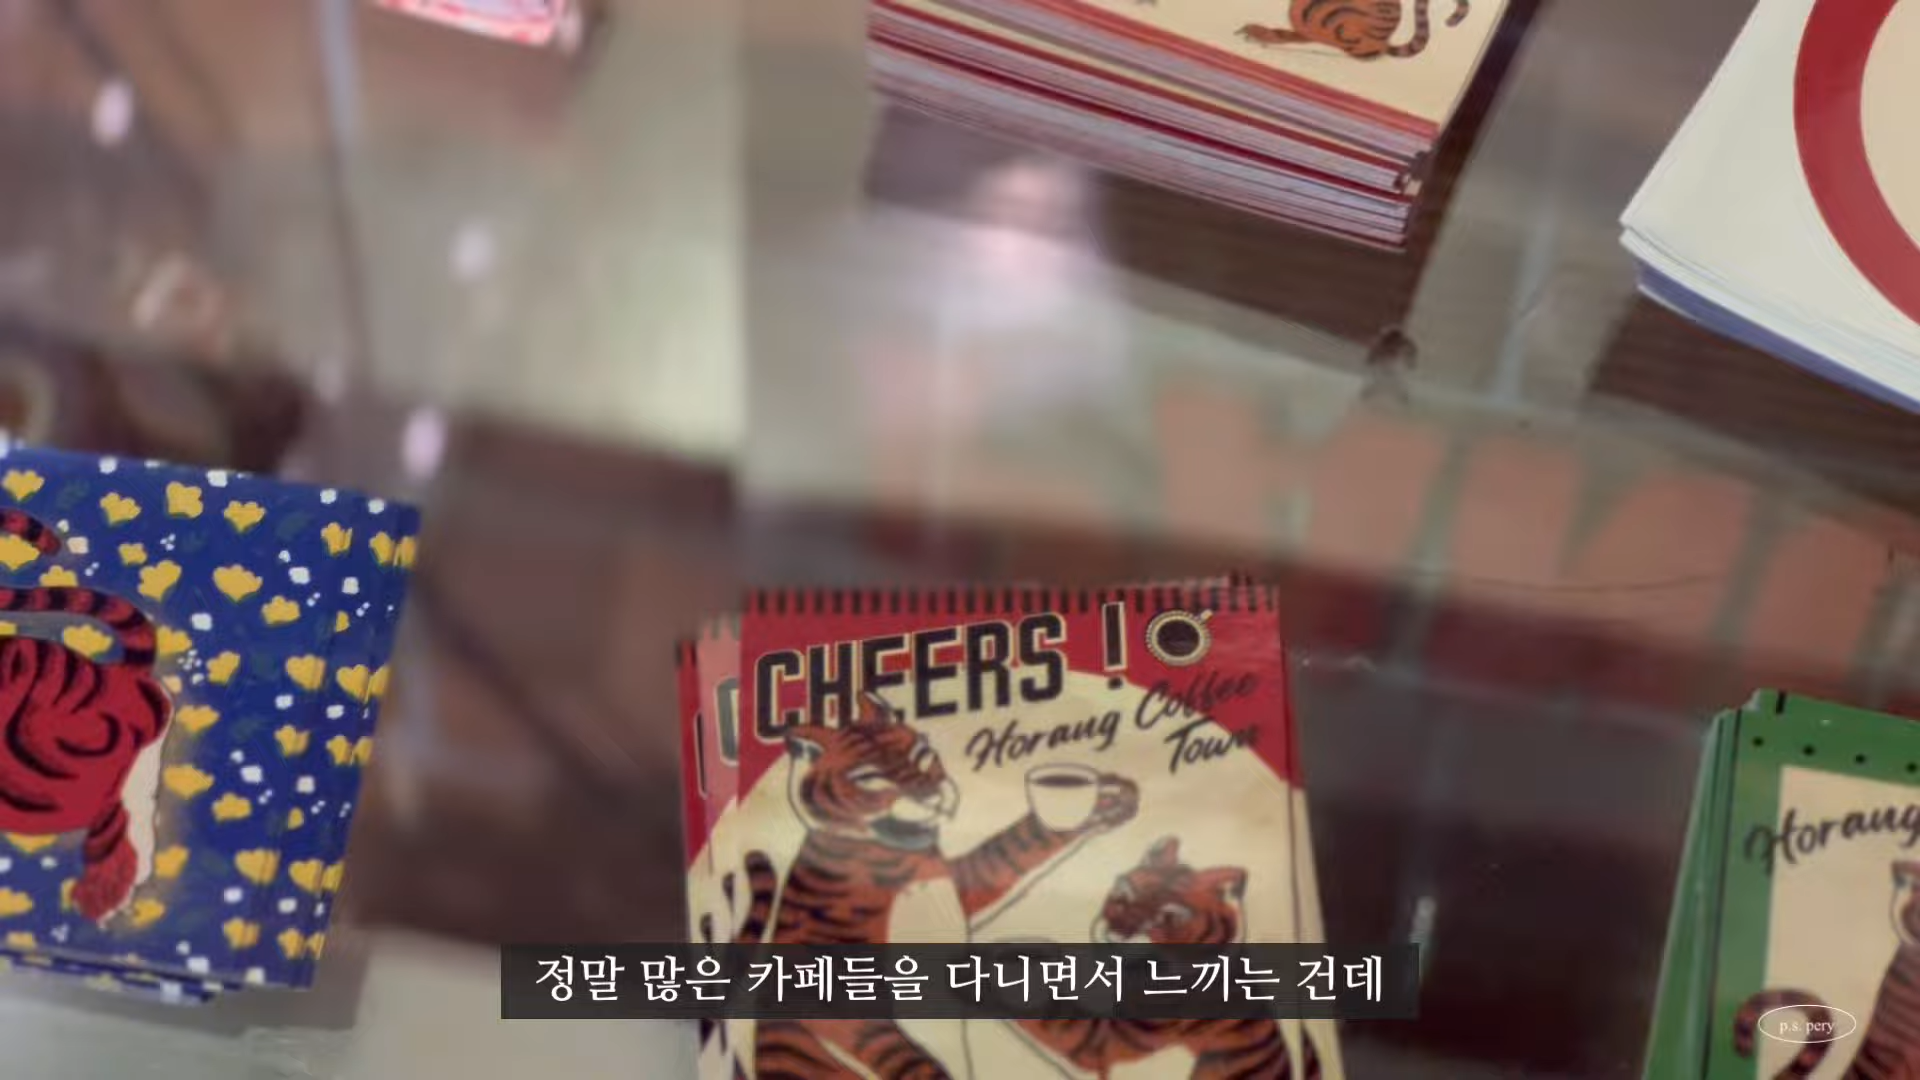 CHEERS !
Horang Coffee
Town
Horang
정말 많은 카페들을 다니면서 느끼는 건데
p.s. pery